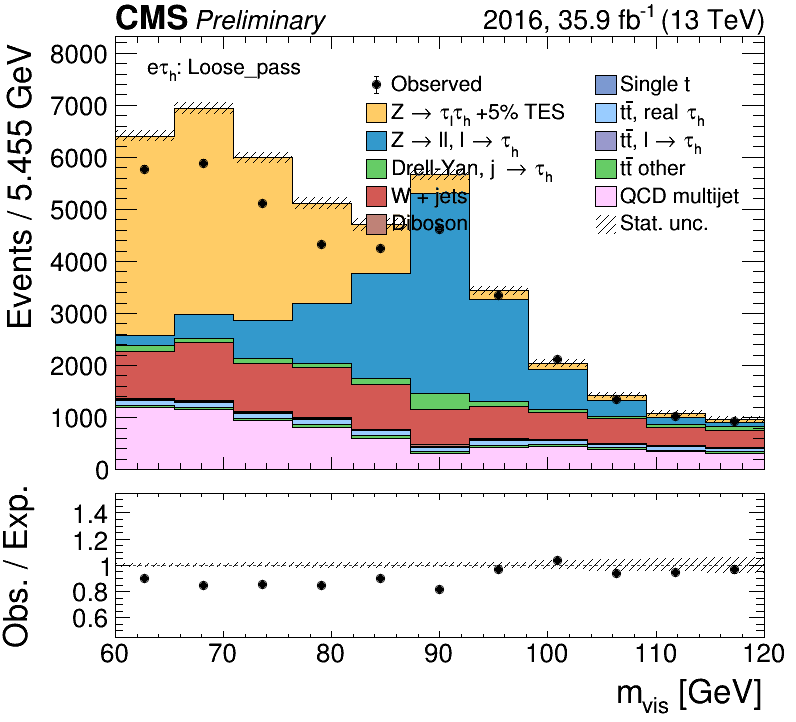 CMS Preliminary 2016, 35.9 fb⁻¹ (13 TeV)
Events / 5.455 GeV
8000
7000
6000
5000
4000
3000
2000
1000
0
eτₕ: Loose_pass
Observed
Z → τₗτₕ +5% TES
Z → ll, l → τₕ
Drell-Yan, j → τₕ
W + jets
Diboson
Single t
tt̄, real τₕ
tt̄, l → τₕ
tt̄ other
QCD multijet
Stat. unc.
Obs. / Exp.
1.4
1.2
1
0.8
0.6
60 70 80 90 100 110 120
m_vis [GeV]